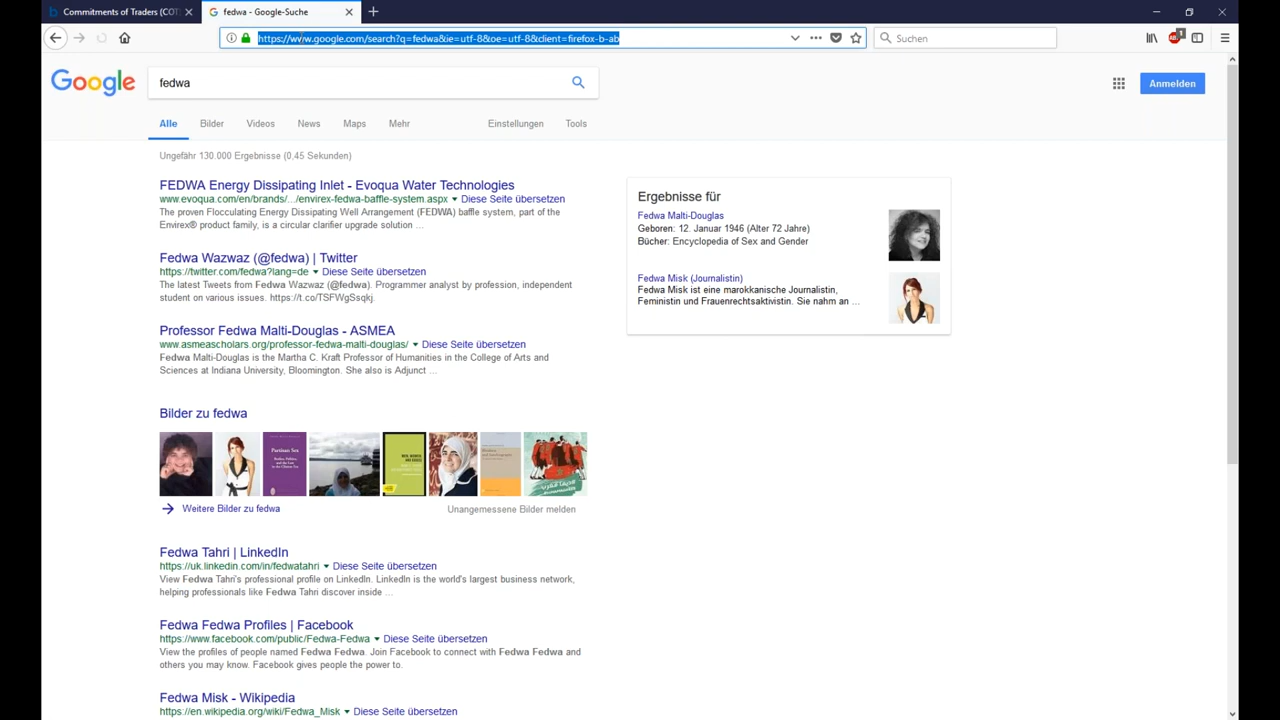 Commitments of Traders (COT)
fedwa - Google-Suche
https://www.google.com/search?q=fedwa&ie=utf-8&oe=utf-8&client=firefox-b-ab
Suchen
1
Google
fedwa
Anmelden
Alle Bilder Videos News Maps Mehr Einstellungen Tools
Ungefähr 130.000 Ergebnisse (0,45 Sekunden)
FEDWA Energy Dissipating Inlet - Evoqua Water Technologies
www.evoqua.com/en/brands/.../envirex-fedwa-baffle-system.aspx Diese Seite übersetzen
The proven Flocculating Energy Dissipating Well Arrangement (FEDWA) baffle system, part of the
Envirex® product family, is a circular clarifier upgrade solution ...
Fedwa Wazwaz (@fedwa) | Twitter
https://twitter.com/fedwa?lang=de Diese Seite übersetzen
The latest Tweets from Fedwa Wazwaz (@fedwa). Programmer analyst by profession, independent
student on various issues. https://t.co/TSFWgSsqkj.
Professor Fedwa Malti-Douglas - ASMEA
www.asmeascholars.org/professor-fedwa-malti-douglas/ Diese Seite übersetzen
Fedwa Malti-Douglas is the Martha C. Kraft Professor of Humanities in the College of Arts and
Sciences at Indiana University, Bloomington. She also is Adjunct ...
Bilder zu fedwa
Partisan Sex
Weitere Bilder zu fedwa
Unangemessene Bilder melden
Fedwa Tahri | LinkedIn
https://uk.linkedin.com/in/fedwatahri Diese Seite übersetzen
View Fedwa Tahri's professional profile on LinkedIn. LinkedIn is the world's largest business network,
helping professionals like Fedwa Tahri discover inside ...
Fedwa Fedwa Profiles | Facebook
https://www.facebook.com/public/Fedwa-Fedwa Diese Seite übersetzen
View the profiles of people named Fedwa Fedwa. Join Facebook to connect with Fedwa Fedwa and
others you may know. Facebook gives people the power to.
Fedwa Misk - Wikipedia
https://en.wikipedia.org/wiki/Fedwa_Misk Diese Seite übersetzen
Ergebnisse für
Fedwa Malti-Douglas
Geboren: 12. Januar 1946 (Alter 72 Jahre)
Bücher: Encyclopedia of Sex and Gender
Fedwa Misk (Journalistin)
Fedwa Misk ist eine marokkanische Journalistin,
Feministin und Frauenrechtsaktivistin. Sie nahm an ...